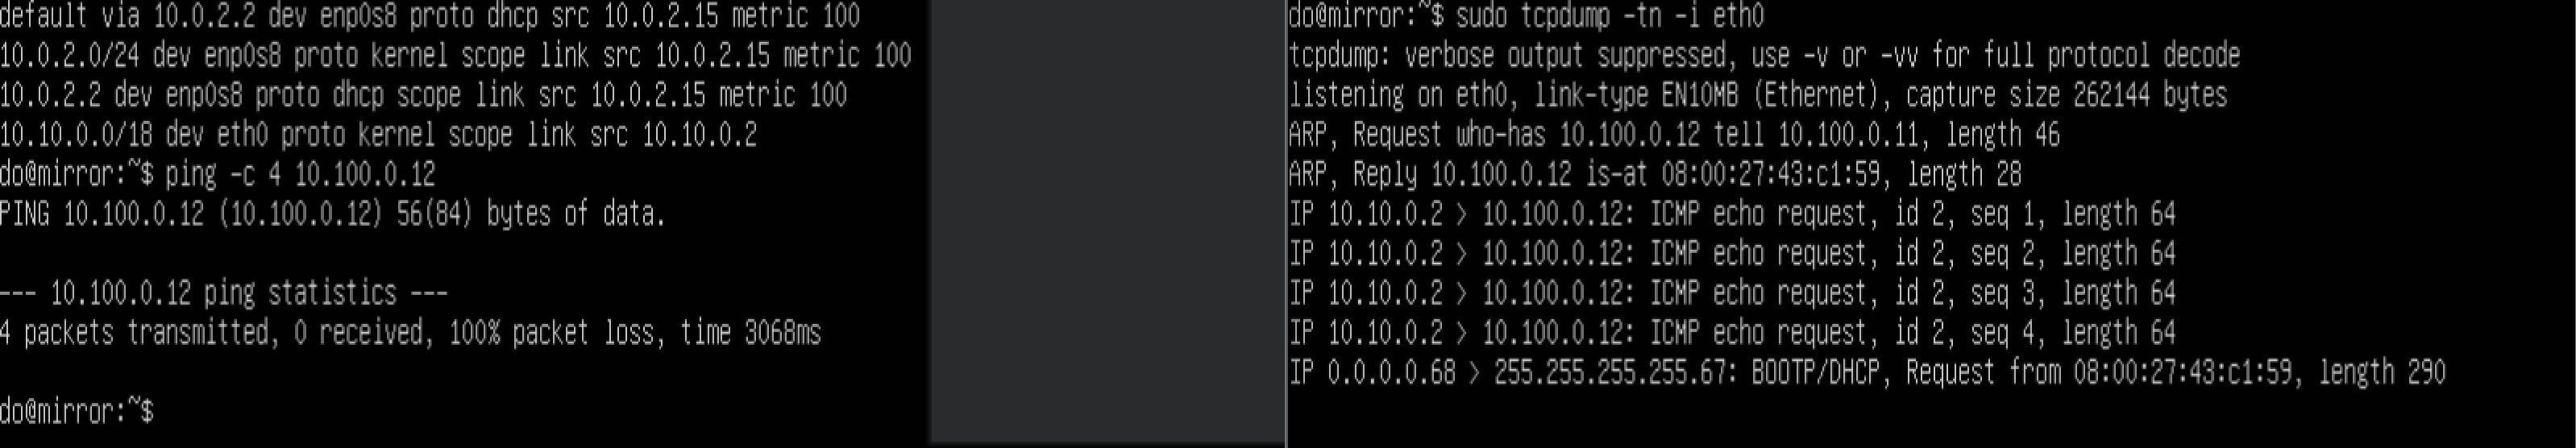 default via 10.0.2.2 dev enp0s8 proto dhcp src 10.0.2.15 metric 100
10.0.2.0/24 dev enp0s8 proto kernel scope link src 10.0.2.15 metric 100
10.0.2.2 dev enp0s8 proto dhcp scope link src 10.0.2.15 metric 100
10.10.0.0/18 dev eth0 proto kernel scope link src 10.10.0.2
do@mirror:~$ ping -c 4 10.100.0.12
PING 10.100.0.12 (10.100.0.12) 56(84) bytes of data.
--- 10.100.0.12 ping statistics ---
4 packets transmitted, 0 received, 100% packet loss, time 3068ms
do@mirror:~$
do@mirror:~$ sudo tcpdump -tn -i eth0
tcpdump: verbose output suppressed, use -v or -vv for full protocol decode
listening on eth0, link-type EN10MB (Ethernet), capture size 262144 bytes
ARP, Request who-has 10.100.0.12 tell 10.100.0.11, length 46
ARP, Reply 10.100.0.12 is-at 08:00:27:43:c1:59, length 28
IP 10.10.0.2 > 10.100.0.12: ICMP echo request, id 2, seq 1, length 64
IP 10.10.0.2 > 10.100.0.12: ICMP echo request, id 2, seq 2, length 64
IP 10.10.0.2 > 10.100.0.12: ICMP echo request, id 2, seq 3, length 64
IP 10.10.0.2 > 10.100.0.12: ICMP echo request, id 2, seq 4, length 64
IP 0.0.0.0.68 > 255.255.255.255.67: BOOTP/DHCP, Request from 08:00:27:43:c1:59, length 290